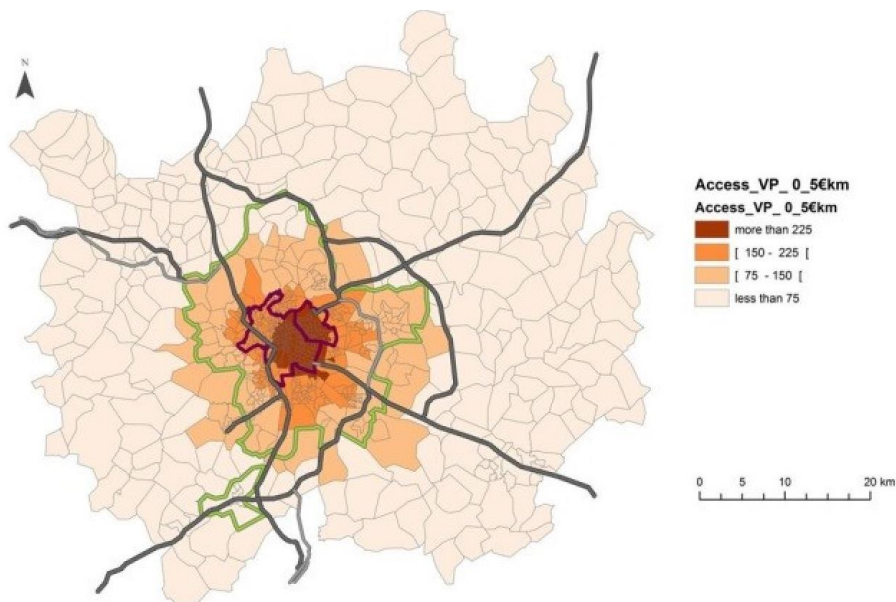 N
Access_VP_ 0_5€km
Access_VP_ 0_5€km
more than 225
[ 150 - 225 [
[ 75 - 150 [
less than 75
0 5 10 20 km